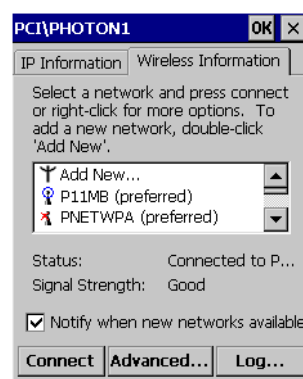 PCI\PHOTON1 OK ×
IP Information Wireless Information
Select a network and press connect
or right-click for more options. To
add a new network, double-click
'Add New'.
Add New...
P11MB (preferred)
PNETWPA (preferred)
Status: Connected to P...
Signal Strength: Good
Notify when new networks available
Connect Advanced... Log...